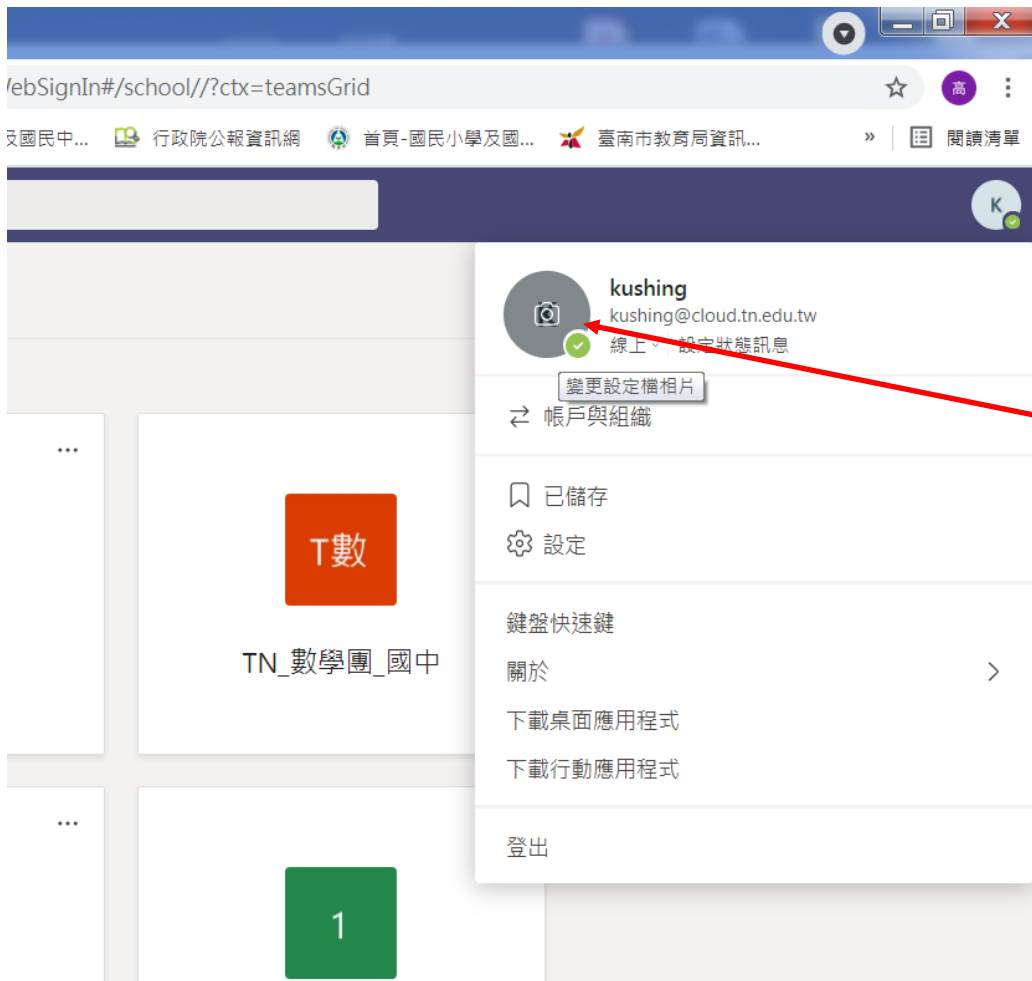 /ebSignIn#/school//?ctx=teamsGrid
高
及國民中... 行政院公報資訊網 首頁-國民小學及國... 臺南市教育局資訊... » 閱讀清單
K
kushing
kushing@cloud.tn.edu.tw
線上 設定狀態訊息
變更設定檔相片
帳戶與組織
已儲存
設定
鍵盤快速鍵
關於
下載桌面應用程式
下載行動應用程式
登出
...
T數
TN_數學團_國中
...
1